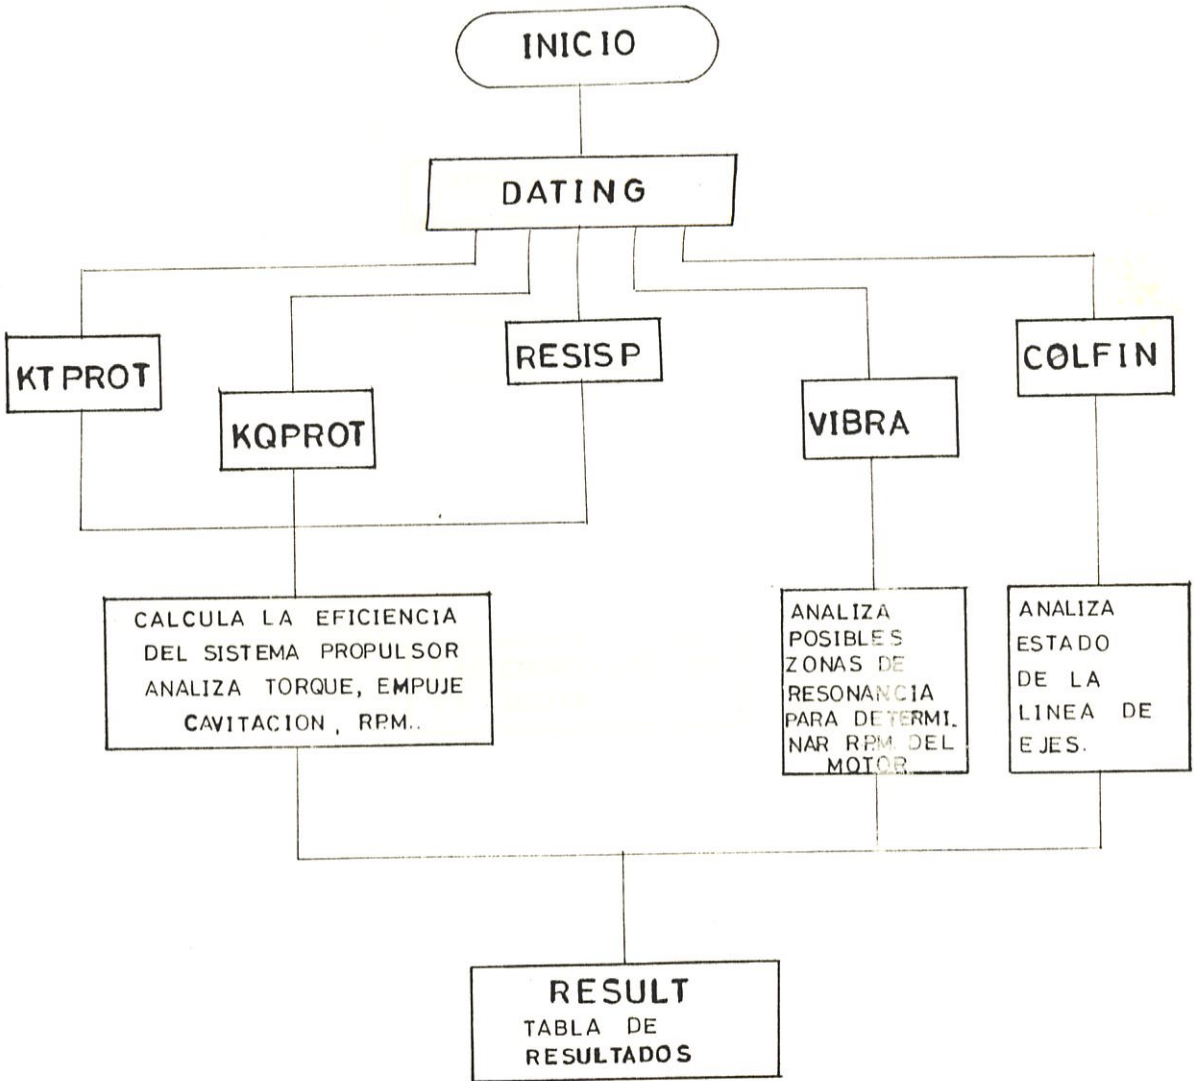 INICIO
DATING
KTPROT
KQPROT
RESISP
VIBRA
COLFIN
CALCULA LA EFICIENCIA
DEL SISTEMA PROPULSOR
ANALIZA TORQUE, EMPUJE
CAVITACION, RPM..
ANALIZA
POSIBLES
ZONAS DE
RESONANCIA
PARA DETERMI.
NAR RPM. DEL
MOTOR
ANALIZA
ESTADO
DE LA
LINEA DE
EJES.
RESULT
TABLA DE
RESULTADOS